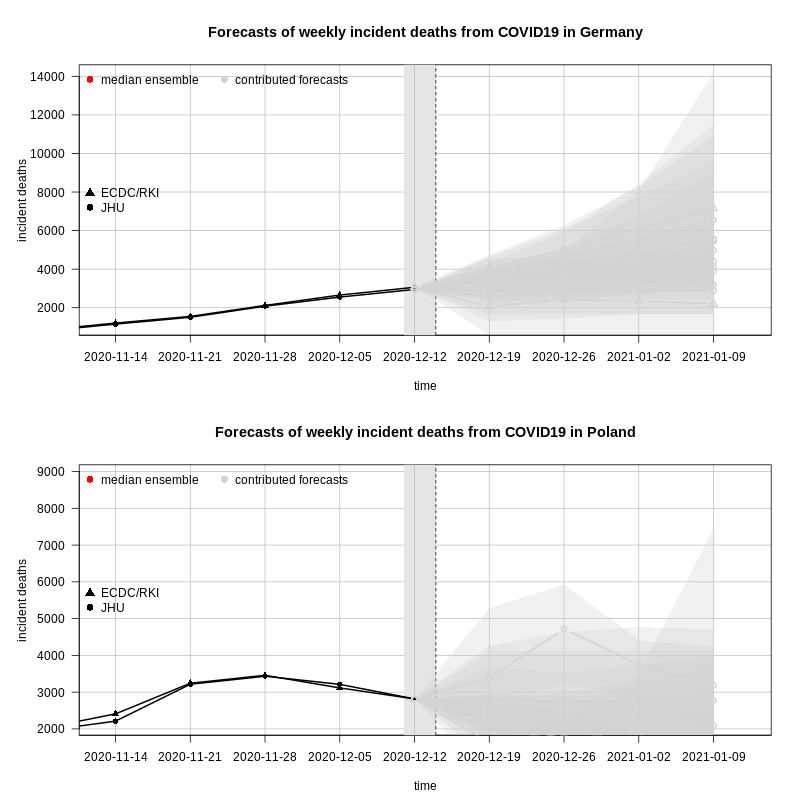 Forecasts of weekly incident deaths from COVID19 in Germany
incident deaths
14000
12000
10000
8000
6000
4000
2000
median ensemble contributed forecasts
ECDC/RKI
JHU
2020-11-14 2020-11-21 2020-11-28 2020-12-05 2020-12-12 2020-12-19 2020-12-26 2021-01-02 2021-01-09
time
Forecasts of weekly incident deaths from COVID19 in Poland
incident deaths
9000
8000
7000
6000
5000
4000
3000
2000
median ensemble contributed forecasts
ECDC/RKI
JHU
2020-11-14 2020-11-21 2020-11-28 2020-12-05 2020-12-12 2020-12-19 2020-12-26 2021-01-02 2021-01-09
time